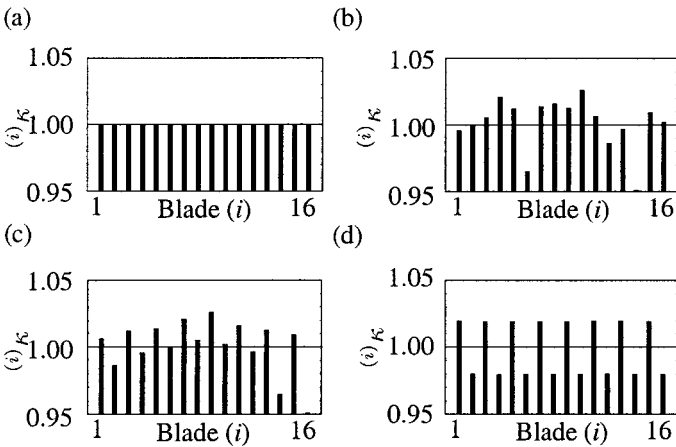 (a)
1.05
1.00
0.95
(i)κ
1 Blade (i) 16
(b)
1.05
1.00
0.95
(i)κ
1 Blade (i) 16
(c)
1.05
1.00
0.95
(i)κ
1 Blade (i) 16
(d)
1.05
1.00
0.95
(i)κ
1 Blade (i) 16